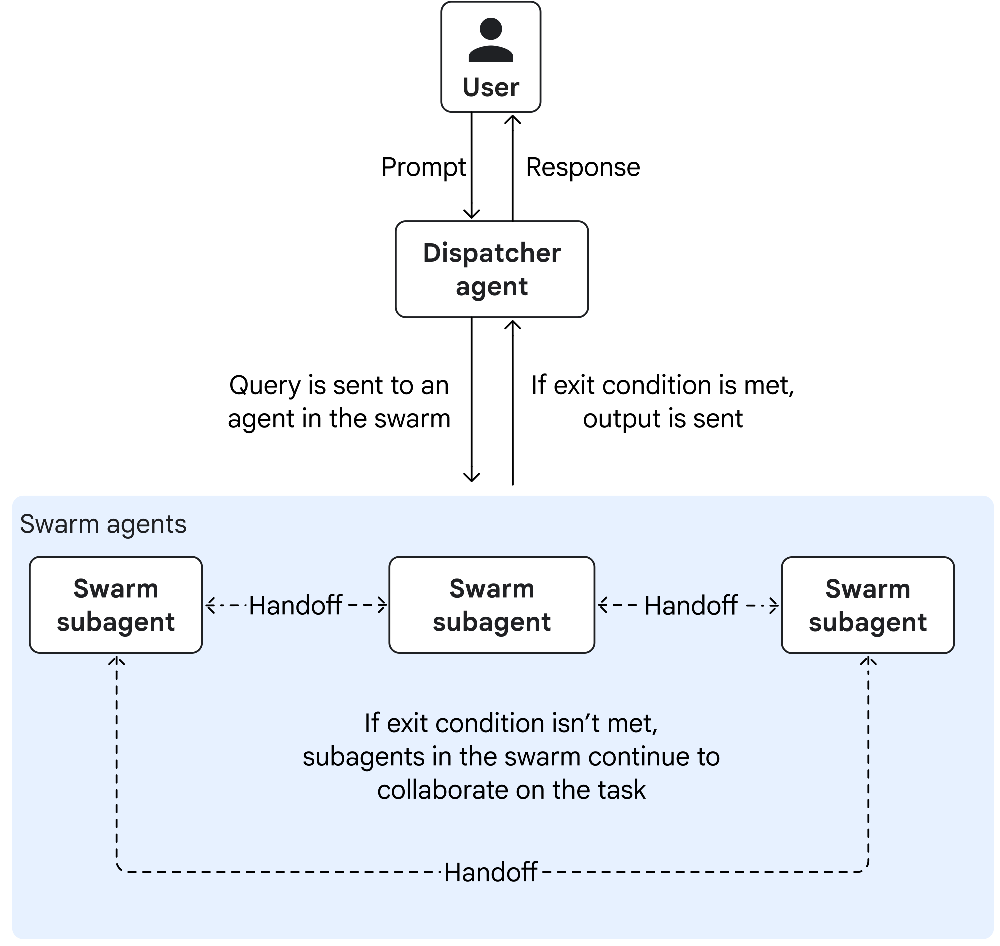 User
Prompt
Response
Dispatcher
agent
Query is sent to an
agent in the swarm
If exit condition is met,
output is sent
Swarm agents
Swarm
subagent
Handoff
Swarm
subagent
Handoff
Swarm
subagent
If exit condition isn’t met,
subagents in the swarm continue to
collaborate on the task
Handoff